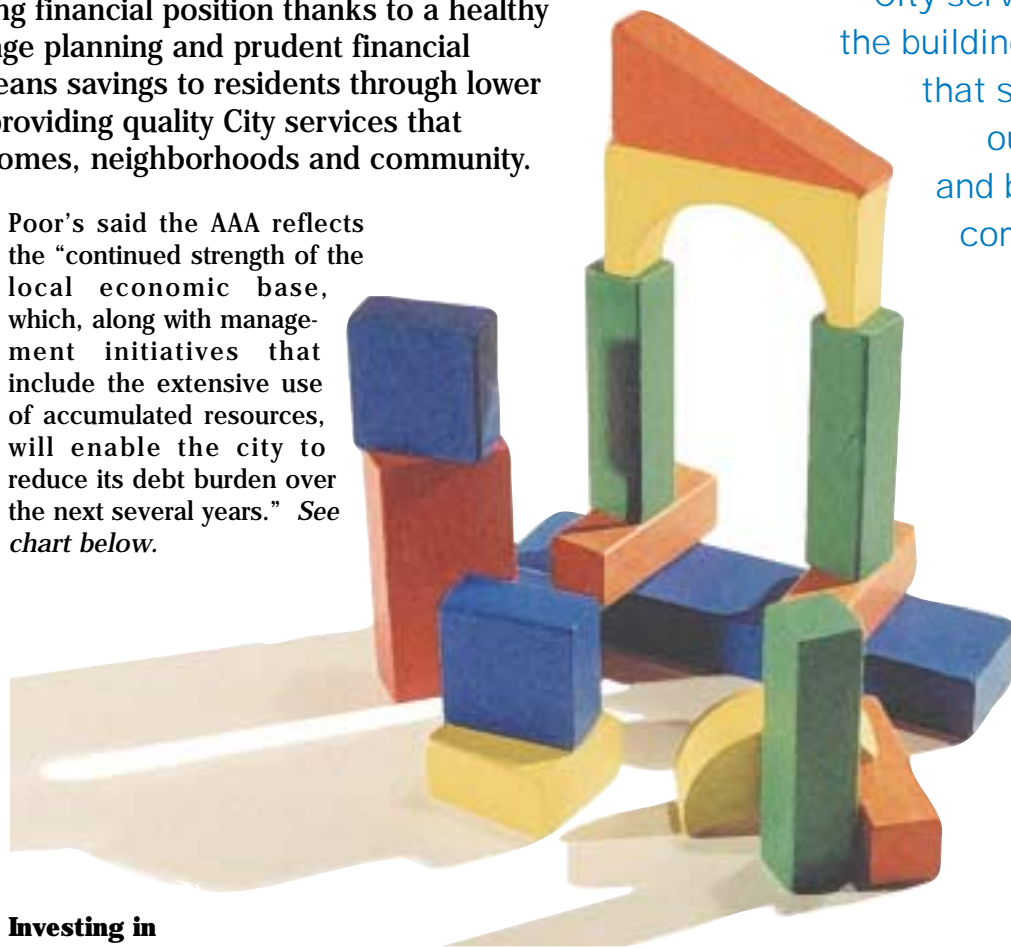 ng financial position thanks to a healthy
nge planning and prudent financial
eans savings to residents through lower
providing quality City services that
omes, neighborhoods and community.
Poor's said the AAA reflects
the “continued strength of the
local economic base,
which, along with manage-
ment initiatives that
include the extensive use
of accumulated resources,
will enable the city to
reduce its debt burden over
the next several years.” See
chart below.
City serv
the building
that s
ou
and b
com
Investing in